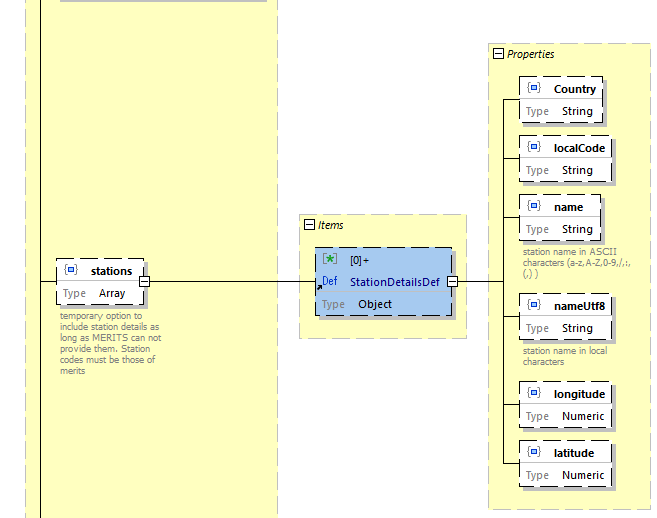 Properties
Country
Type String
localCode
Type String
name
Type String
station name in ASCII
characters (a-z,A-Z,0-9,/,:,
(,) )
Items
[0]+
Def StationDetailsDef
Type Object
stations
Type Array
temporary option to
include station details as
long as MERITS can not
provide them. Station
codes must be those of
merits
nameUtf8
Type String
station name in local
characters
longitude
Type Numeric
latitude
Type Numeric